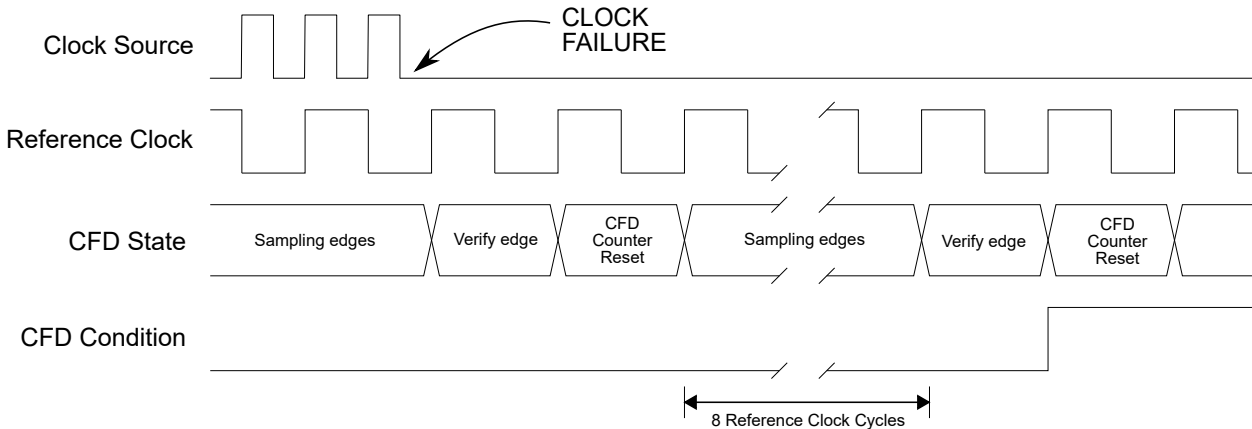 CLOCK
FAILURE
Clock Source
Reference Clock
CFD State
Sampling edges
Verify edge
CFD
Counter
Reset
Sampling edges
Verify edge
CFD
Counter
Reset
CFD Condition
8 Reference Clock Cycles